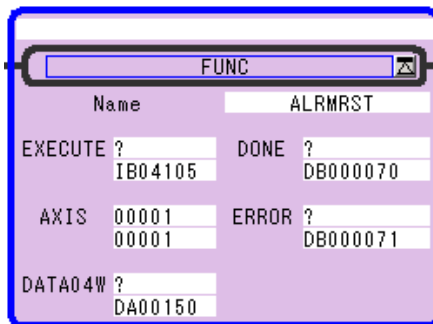 FUNC
Name ALRMRST
EXECUTE ? DONE ?
IB04105 DB000070
AXIS 00001 ERROR ?
00001 DB000071
DATA04W ?
DA00150